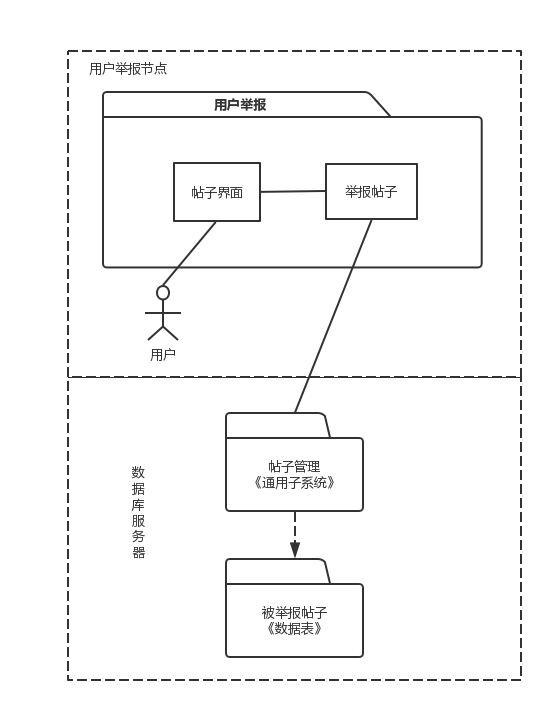 用户举报节点
用户举报
帖子界面
举报帖子
用户
帖子管理
《通用子系统》
数
据
库
服
务
器
被举报帖子
《数据表》